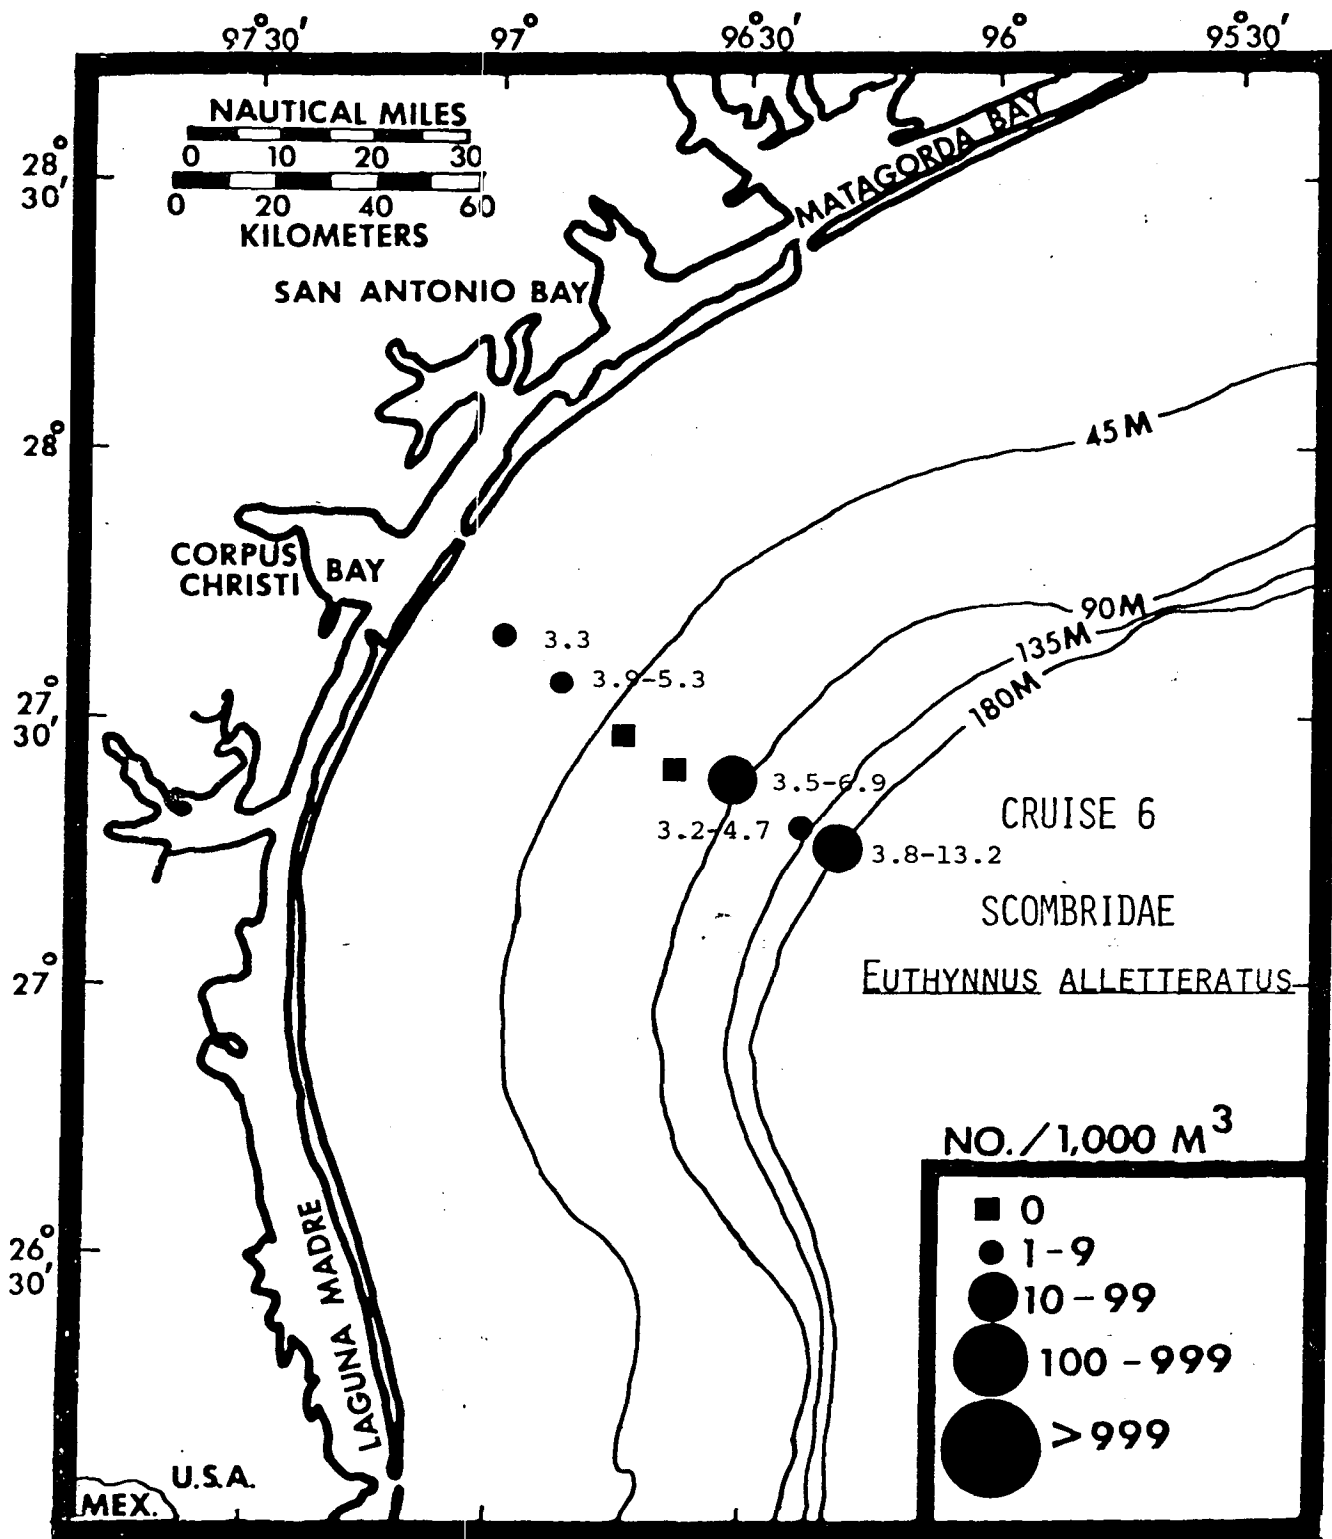 97°30′ 97° 96°30′ 96° 95°30′
NAUTICAL MILES
0 10 20 30
0 20 40 60
KILOMETERS
28°
30′
MATAGORDA BAY
SAN ANTONIO BAY
28°
45M
CORPUS
CHRISTI BAY
90M
135M
180M
3.3
3.9-5.3
27°
30′
3.5-6.9
3.2-4.7
3.8-13.2
CRUISE 6
SCOMBRIDAE
EUTHYNNUS ALLETTERATUS
27°
NO./1,000 M³
0
1-9
10-99
100-999
>999
26°
30′
LAGUNA MADRE
U.S.A.
MEX.